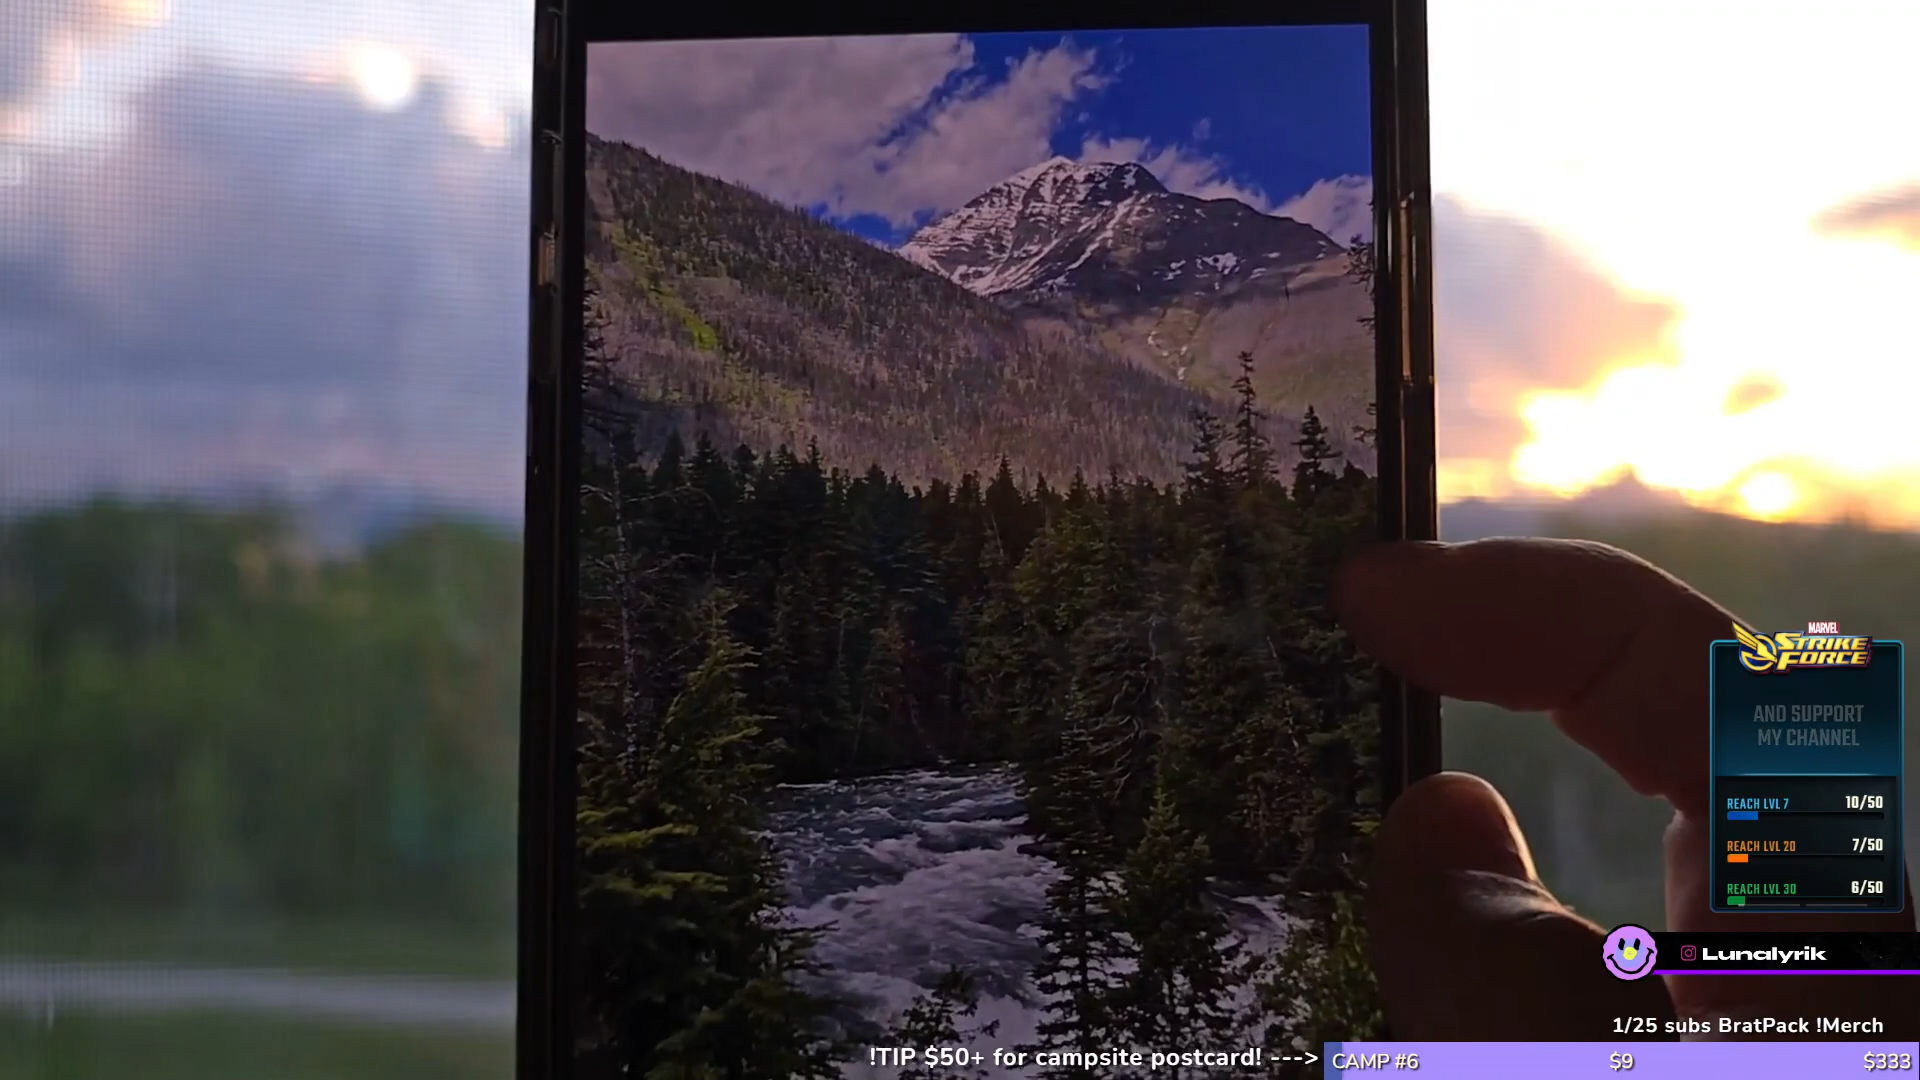 MARVEL
STRIKE
FORCE
AND SUPPORT
MY CHANNEL
REACH LVL 7 10/50
REACH LVL 20 7/50
REACH LVL 30 6/50
Lunalyrik
1/25 subs BratPack !Merch
!TIP $50+ for campsite postcard! --->
CAMP #6 $9 $333